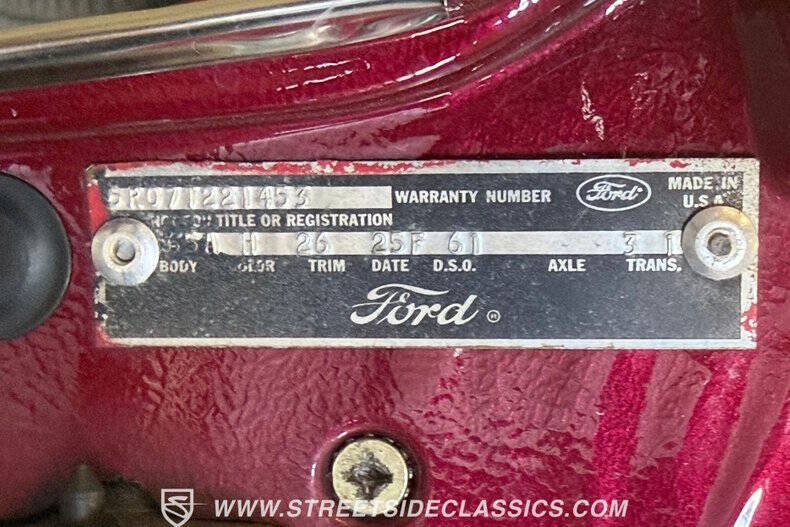 5R07T221453 WARRANTY NUMBER Ford MADE IN U.S.A.
NOT FOR TITLE OR REGISTRATION
65A H 26 25F 61 3 1
BODY COLOR TRIM DATE D.S.O. AXLE TRANS.
Ford ®
WWW.STREETSIDECLASSICS.COM